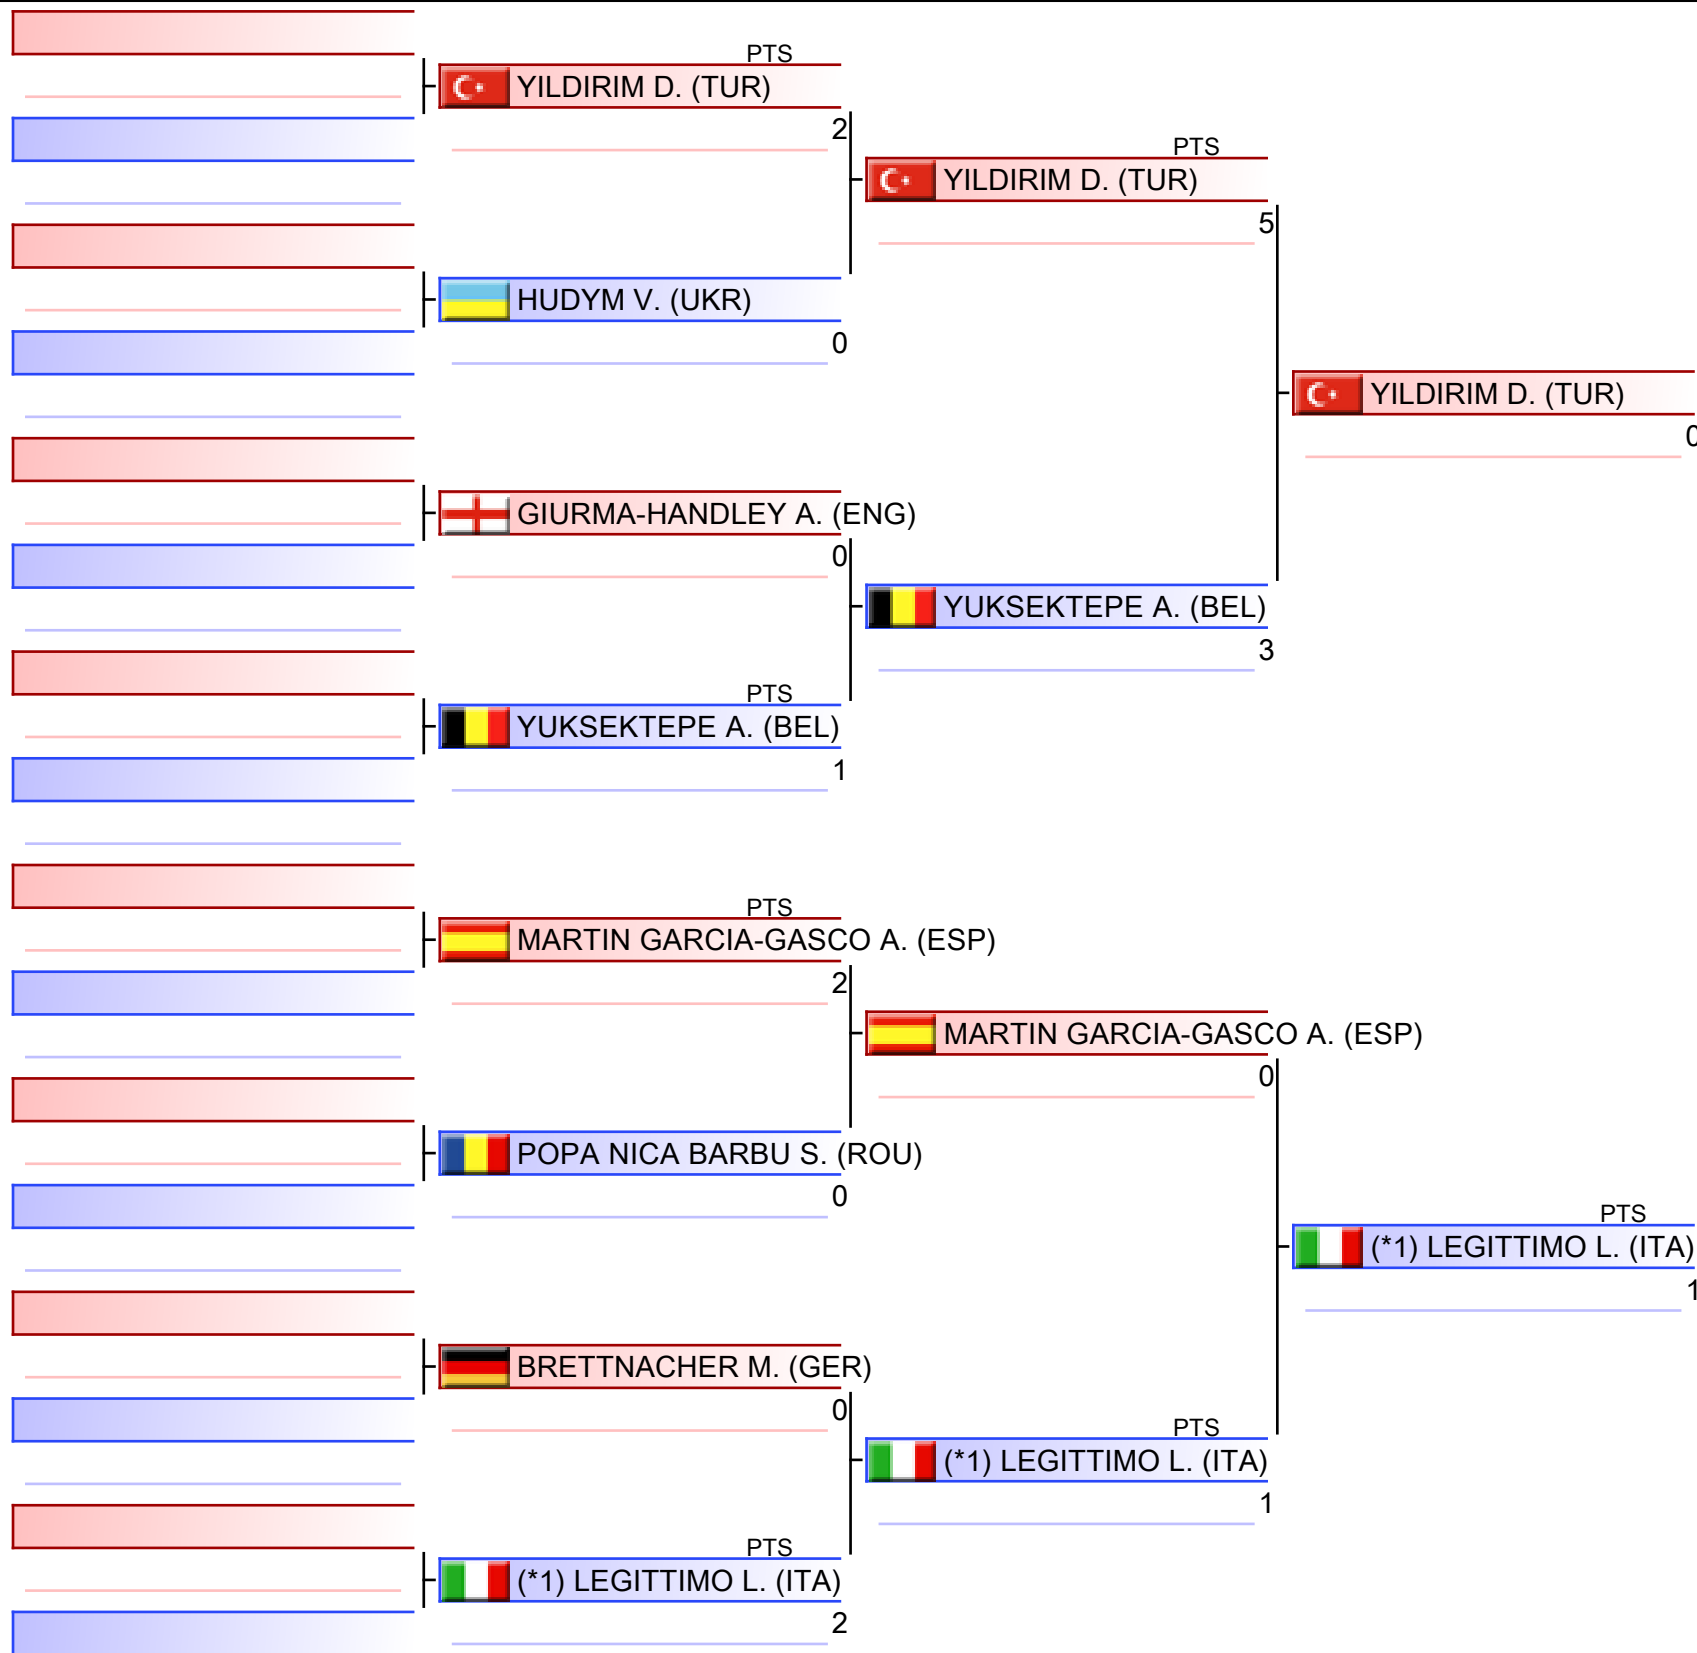 PTS
YILDIRIM D. (TUR)
2
PTS
YILDIRIM D. (TUR)
5
HUDYM V. (UKR)
0
YILDIRIM D. (TUR)
0
GIURMA-HANDLEY A. (ENG)
0
YUKSEKTEPE A. (BEL)
3
PTS
YUKSEKTEPE A. (BEL)
1
PTS
MARTIN GARCIA-GASCO A. (ESP)
2
MARTIN GARCIA-GASCO A. (ESP)
0
POPA NICA BARBU S. (ROU)
0
PTS
(*1) LEGITTIMO L. (ITA)
1
BRETTNACHER M. (GER)
0
PTS
(*1) LEGITTIMO L. (ITA)
1
PTS
(*1) LEGITTIMO L. (ITA)
2